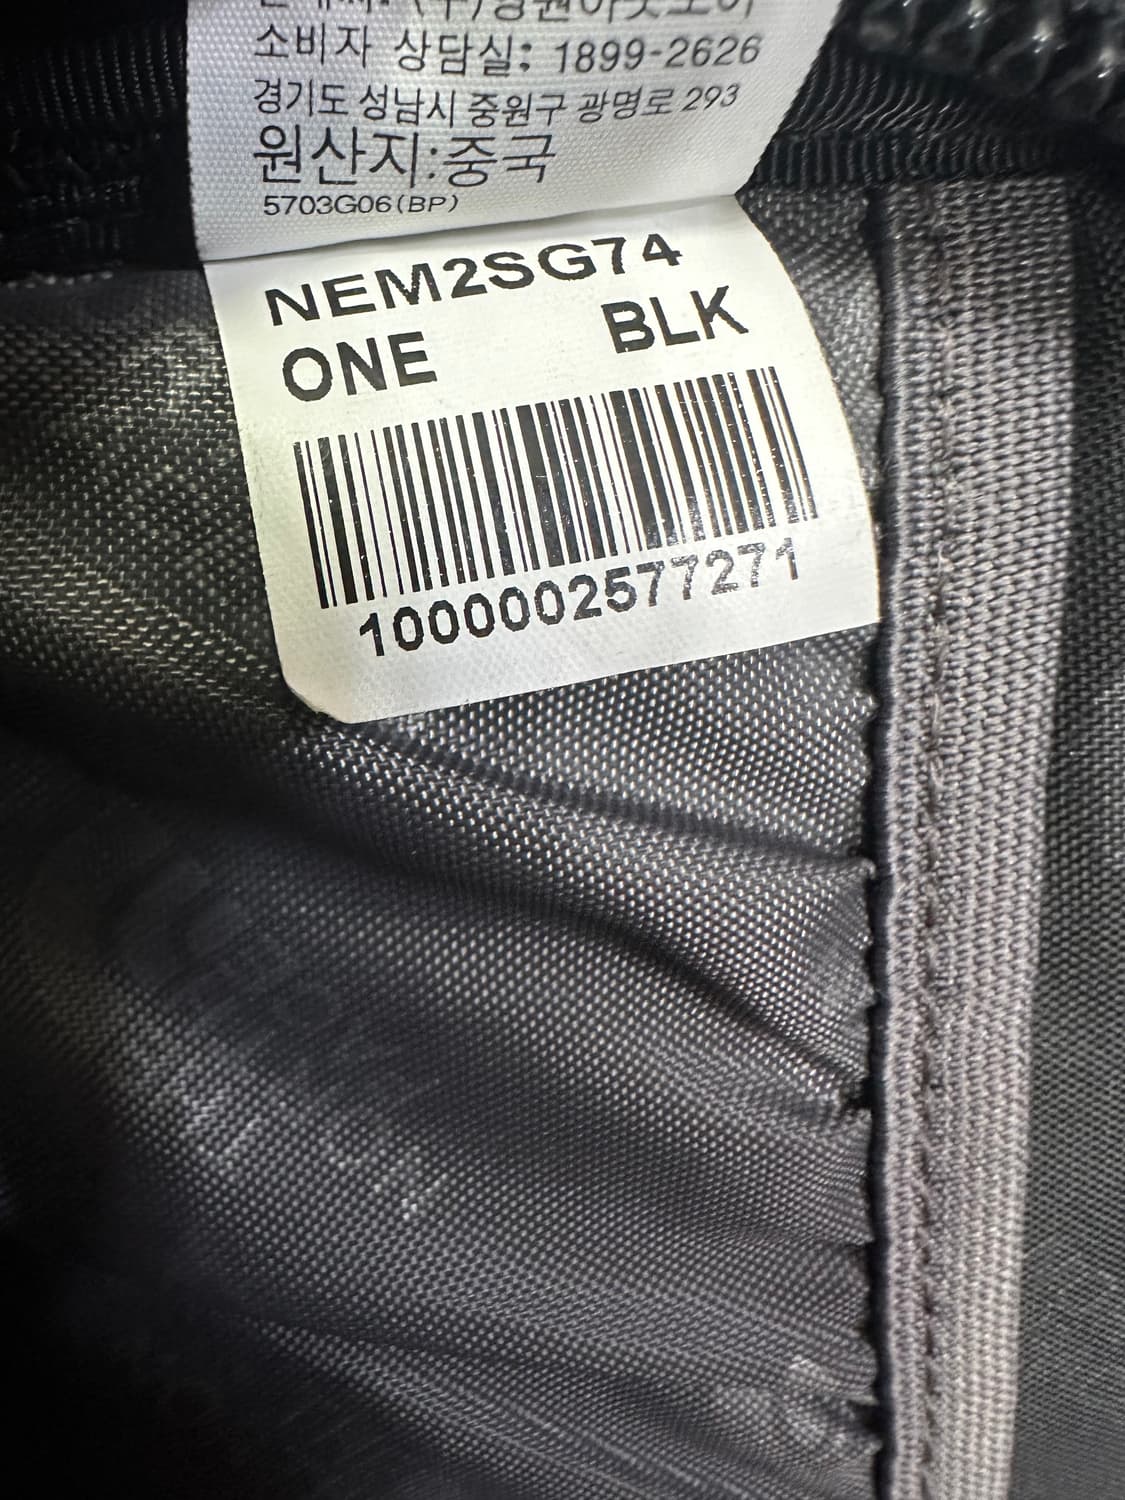 소비자 상담실: 1899-2626
경기도 성남시 중원구 광명로 293
원산지:중국
5703G06(BP)
NEM2SG74
ONE BLK
1000002577271